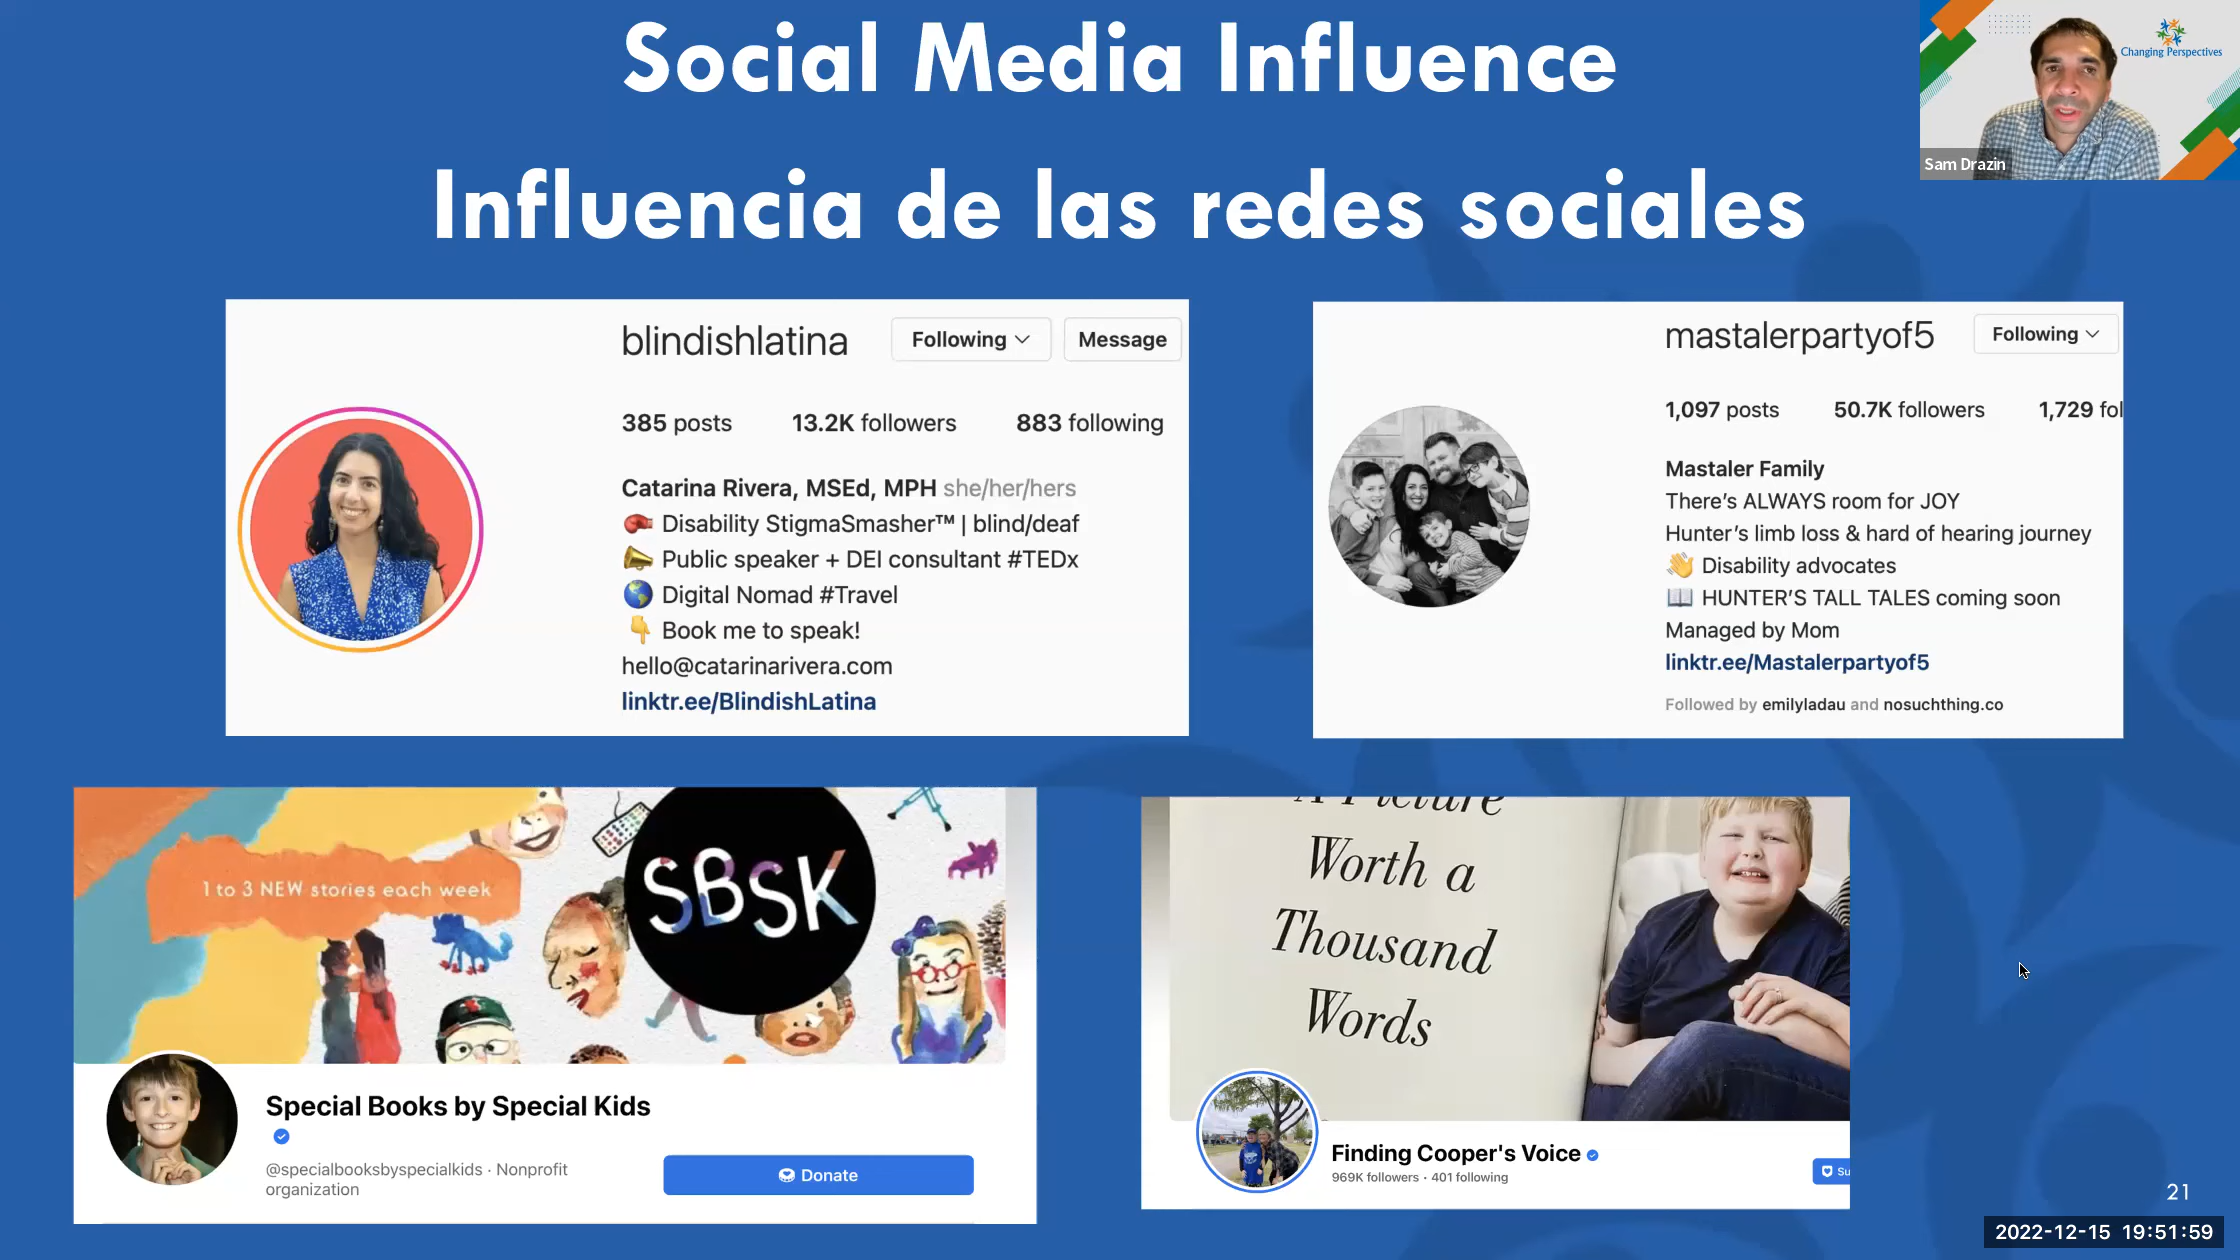 Social Media Influence
Influencia de las redes sociales
Changing Perspectives
Sam Drazin
blindishlatina
Following
Message
385 posts
13.2K followers
883 following
Catarina Rivera, MSEd, MPH she/her/hers
Disability StigmaSmasher™ | blind/deaf
Public speaker + DEI consultant #TEDx
Digital Nomad #Travel
Book me to speak!
hello@catarinarivera.com
linktr.ee/BlindishLatina
mastalerpartyof5
Following
1,097 posts
50.7K followers
1,729 fol
Mastaler Family
There's ALWAYS room for JOY
Hunter's limb loss & hard of hearing journey
Disability advocates
HUNTER'S TALL TALES coming soon
Managed by Mom
linktr.ee/Mastalerpartyof5
Followed by emilyladau and nosuchthing.co
1 to 3 NEW stories each week
SBSK
Special Books by Special Kids
@specialbooksbyspecialkids · Nonprofit
organization
Donate
A Picture
Worth a
Thousand
Words
Finding Cooper's Voice
969K followers · 401 following
Su
21
2022-12-15 19:51:59